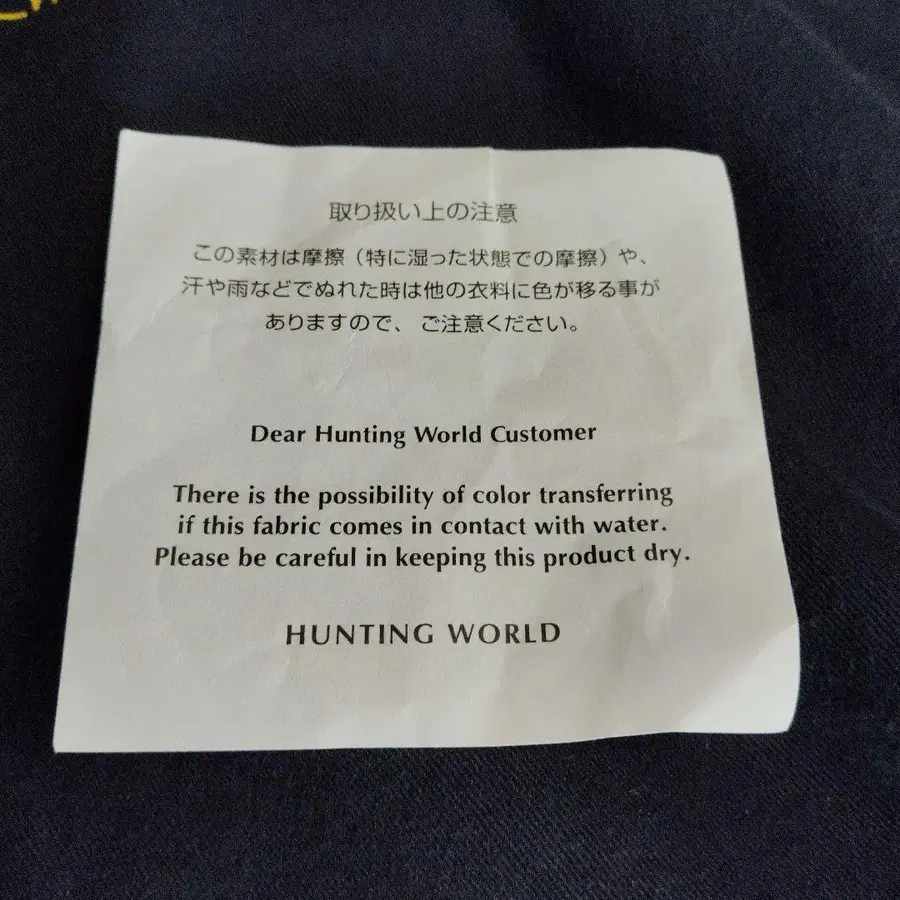 取り扱い上の注意
この素材は摩擦（特に湿った状態での摩擦）や、
汗や雨などでぬれた時は他の衣料に色が移る事が
ありますので、ご注意ください。
Dear Hunting World Customer
There is the possibility of color transferring
if this fabric comes in contact with water.
Please be careful in keeping this product dry.
HUNTING WORLD